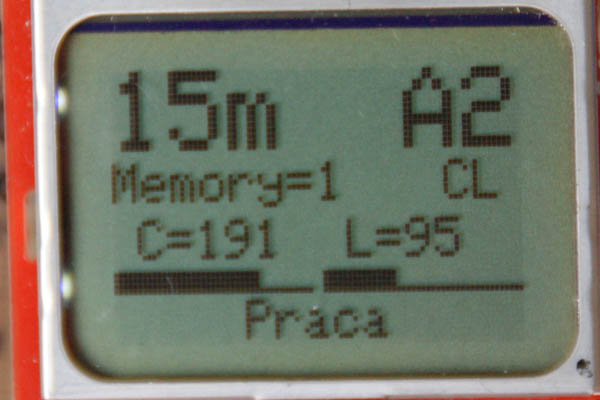 15m A2
Memory=1 CL
C=191 L=95
Praca